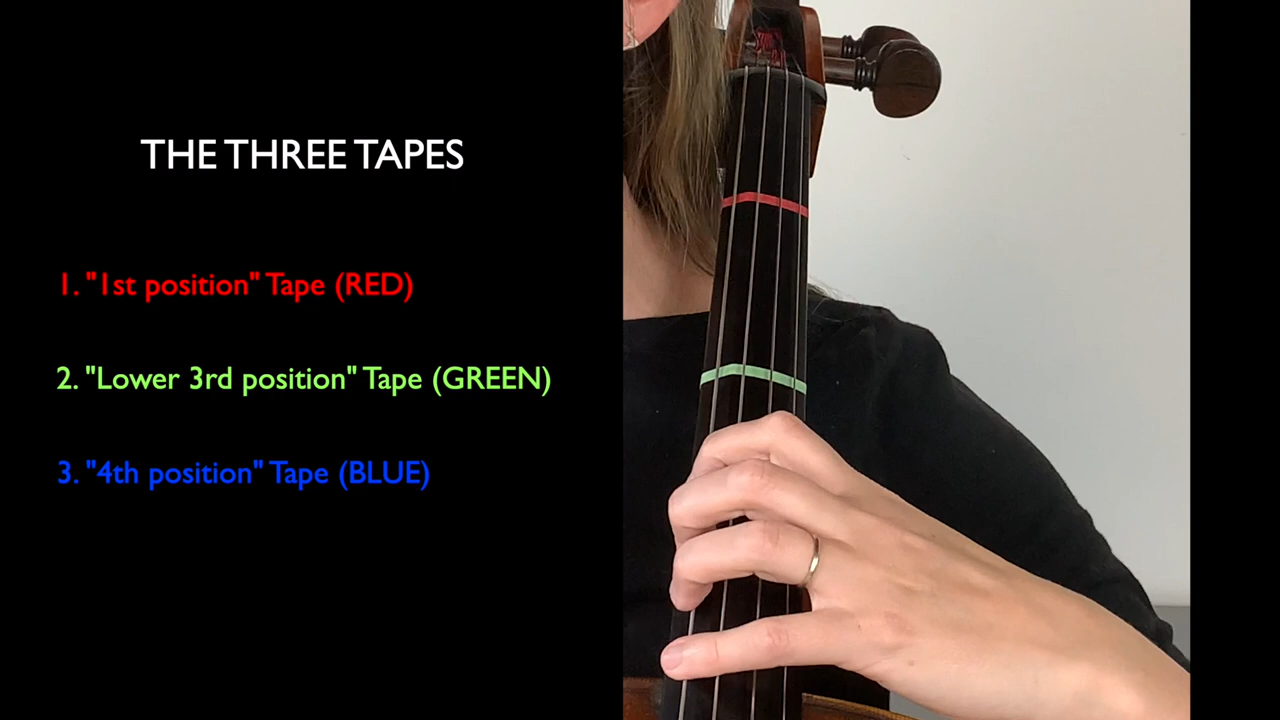 THE THREE TAPES
1. "1st position" Tape (RED)
2. "Lower 3rd position" Tape (GREEN)
3. "4th position" Tape (BLUE)